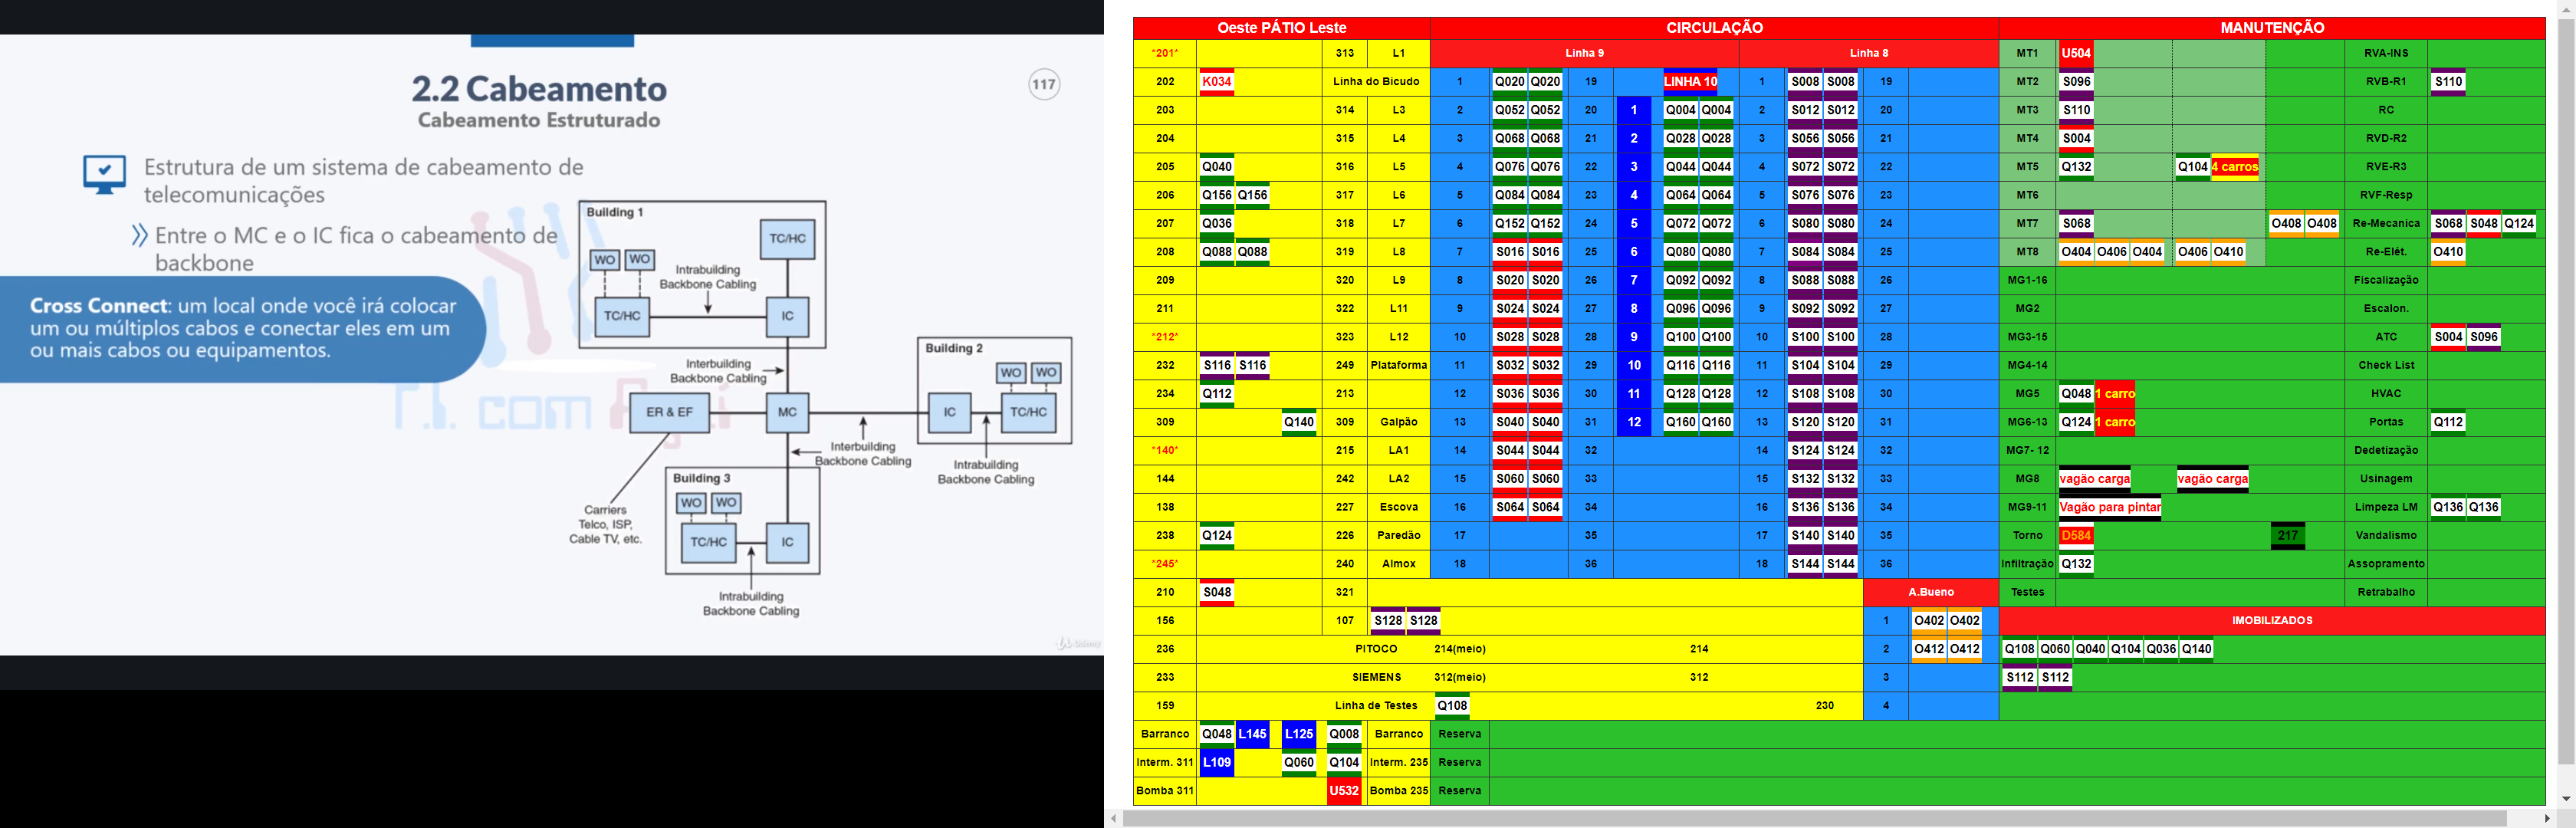 2.2 Cabeamento
Cabeamento Estruturado
117
Estrutura de um sistema de cabeamento de
telecomunicações
Entre o MC e o IC fica o cabeamento de
backbone
Cross Connect: um local onde você irá colocar
um ou múltiplos cabos e conectar eles em um
ou mais cabos ou equipamentos.
Building 1
TC/HC
WO WO
Intrabuilding
Backbone Cabling
TC/HC
IC
Interbuilding
Backbone Cabling
Building 2
WO WO
ER & EF
MC
IC
TC/HC
Interbuilding
Backbone Cabling
Intrabuilding
Backbone Cabling
Building 3
WO WO
TC/HC
IC
Carriers
Telco, ISP,
Cable TV, etc.
Intrabuilding
Backbone Cabling
Udemy
Oeste PÁTIO Leste CIRCULAÇÃO MANUTENÇÃO
*201* 313 L1 Linha 9 Linha 8 MT1 U504 RVA-INS
202 K034 Linha do Bicudo 1 Q020 Q020 19 LINHA 10 1 S008 S008 19 MT2 S096 RVB-R1 S110
203 314 L3 2 Q052 Q052 20 1 Q004 Q004 2 S012 S012 20 MT3 S110 RC
204 315 L4 3 Q068 Q068 21 2 Q028 Q028 3 S056 S056 21 MT4 S004 RVD-R2
205 Q040 316 L5 4 Q076 Q076 22 3 Q044 Q044 4 S072 S072 22 MT5 Q132 Q104 4 carros RVE-R3
206 Q156 Q156 317 L6 5 Q084 Q084 23 4 Q064 Q064 5 S076 S076 23 MT6 RVF-Resp
207 Q036 318 L7 6 Q152 Q152 24 5 Q072 Q072 6 S080 S080 24 MT7 S068 O408 O408 Re-Mecanica S068 S048 Q124
208 Q088 Q088 319 L8 7 S016 S016 25 6 Q080 Q080 7 S084 S084 25 MT8 O404 O406 O404 O406 O410 Re-Elét. O410
209 320 L9 8 S020 S020 26 7 Q092 Q092 8 S088 S088 26 MG1-16 Fiscalização
211 322 L11 9 S024 S024 27 8 Q096 Q096 9 S092 S092 27 MG2 Escalon.
*212* 323 L12 10 S028 S028 28 9 Q100 Q100 10 S100 S100 28 MG3-15 ATC S004 S096
232 S116 S116 249 Plataforma 11 S032 S032 29 10 Q116 Q116 11 S104 S104 29 MG4-14 Check List
234 Q112 213 12 S036 S036 30 11 Q128 Q128 12 S108 S108 30 MG5 Q048 1 carro HVAC
309 Q140 309 Galpão 13 S040 S040 31 12 Q160 Q160 13 S120 S120 31 MG6-13 Q124 1 carro Portas Q112
*140* 215 LA1 14 S044 S044 32 14 S124 S124 32 MG7- 12 Dedetização
144 242 LA2 15 S060 S060 33 15 S132 S132 33 MG8 vagão carga vagão carga Usinagem
138 227 Escova 16 S064 S064 34 16 S136 S136 34 MG9-11 Vagão para pintar Limpeza LM Q136 Q136
238 Q124 226 Paredão 17 35 17 S140 S140 35 Torno D584 217 Vandalismo
*245* 240 Almox 18 36 18 S144 S144 36 Infiltração Q132 Assopramento
210 S048 321 A.Bueno Testes Retrabalho
156 107 S128 S128 1 O402 O402 IMOBILIZADOS
236 PITOCO 214(meio) 214 2 O412 O412 Q108 Q060 Q040 Q104 Q036 Q140
233 SIEMENS 312(meio) 312 3 S112 S112
159 Linha de Testes Q108 230 4
Barranco Q048 L145 L125 Q008 Barranco Reserva
Interm. 311 L109 Q060 Q104 Interm. 235 Reserva
Bomba 311 U532 Bomba 235 Reserva